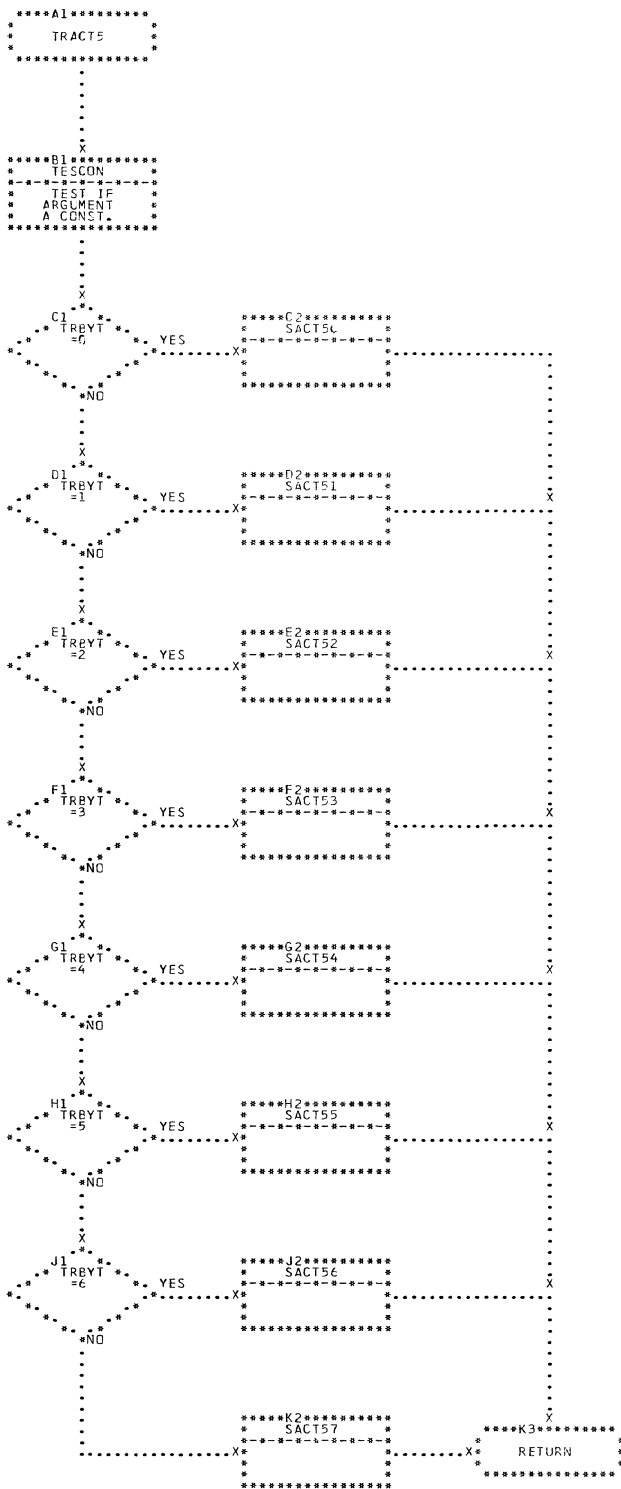 A1
TRACT5
B1
TESCON
TEST IF
ARGUMENT
A CONST.
C1
TRBYT
=0
YES
NO
C2
SACT50
D1
TRBYT
=1
YES
NO
D2
SACT51
E1
TRBYT
=2
YES
NO
E2
SACT52
F1
TRBYT
=3
YES
NO
F2
SACT53
G1
TRBYT
=4
YES
NO
G2
SACT54
H1
TRBYT
=5
YES
NO
H2
SACT55
J1
TRBYT
=6
YES
NO
J2
SACT56
K2
SACT57
K3
RETURN